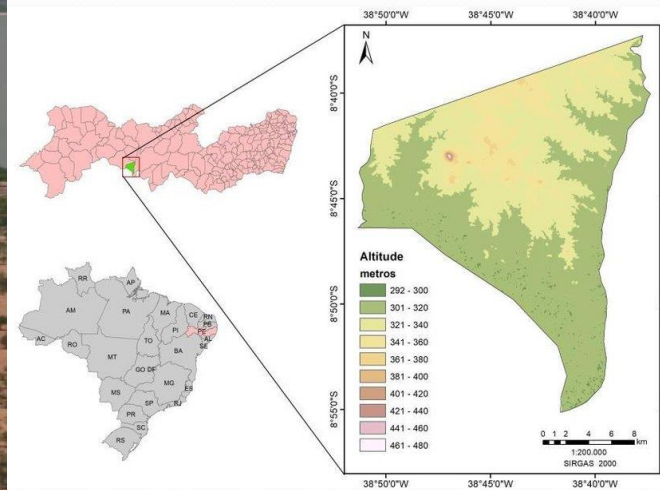 38°50'0"W 38°45'0"W 38°40'0"W
N
8°40'0"S
8°45'0"S
8°50'0"S
8°55'0"S
Altitude
metros
292 - 300
301 - 320
321 - 340
341 - 360
361 - 380
381 - 400
401 - 420
421 - 440
441 - 460
461 - 480
0 1 2 4 6 8
km
1:200.000
SIRGAS 2000
38°50'0"W 38°45'0"W 38°40'0"W
RR
AP
AM
PA
MA
CE
RN
PB
PE
AL
SE
PI
AC
RO
TO
BA
MT
GO
DF
MG
ES
MS
SP
RJ
PR
SC
RS